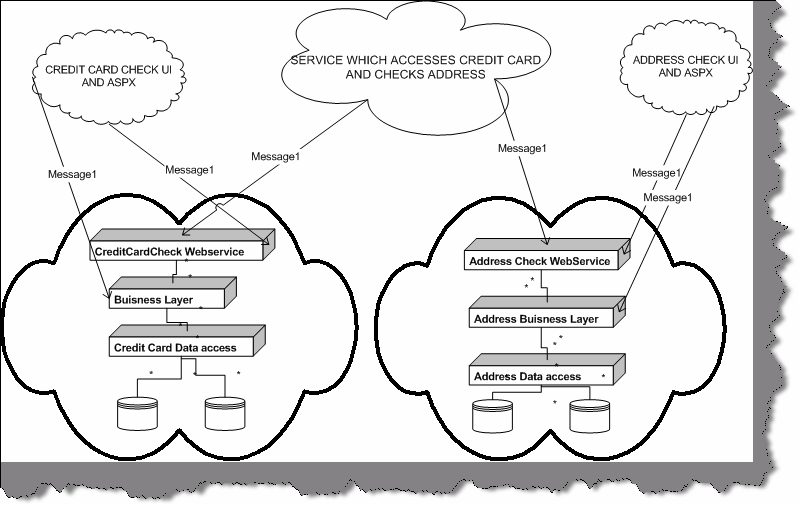 CREDIT CARD CHECK UI
AND ASPX
SERVICE WHICH ACCESSES CREDIT CARD
AND CHECKS ADDRESS
ADDRESS CHECK UI
AND ASPX
Message1
Message1
Message1
Message1
Message1
Message1
CreditCardCheck Webservice
*
*
Buisness Layer
*
*
*
Credit Card Data access
*
*
*
Address Check WebService
*
*
Address Buisness Layer
*
*
*
Address Data access
*
*